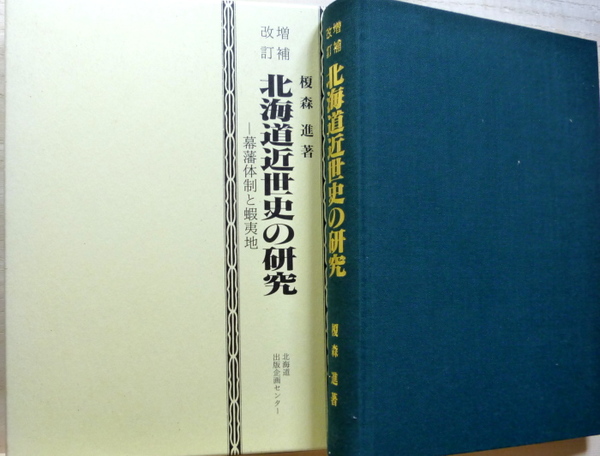 増補
改訂
北海道近世史の研究
―幕藩体制と蝦夷地
榎森進著
北海道
出版企画センター
増補
改訂
北海道近世史の研究
榎森進著